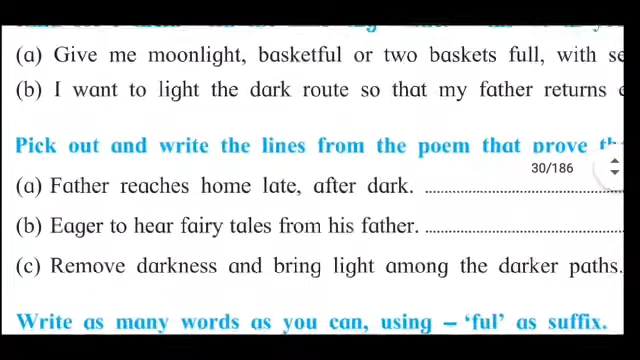 (a) Give me moonlight, basketful or two baskets full, with
(b) I want to light the dark route so that my father returns
Pick out and write the lines from the poem that prove
30/186
(a) Father reaches home late, after dark. ............................................
(b) Eager to hear fairy tales from his father. ............................................
(c) Remove darkness and bring light among the darker paths.
Write as many words as you can, using – ‘ful’ as suffix.